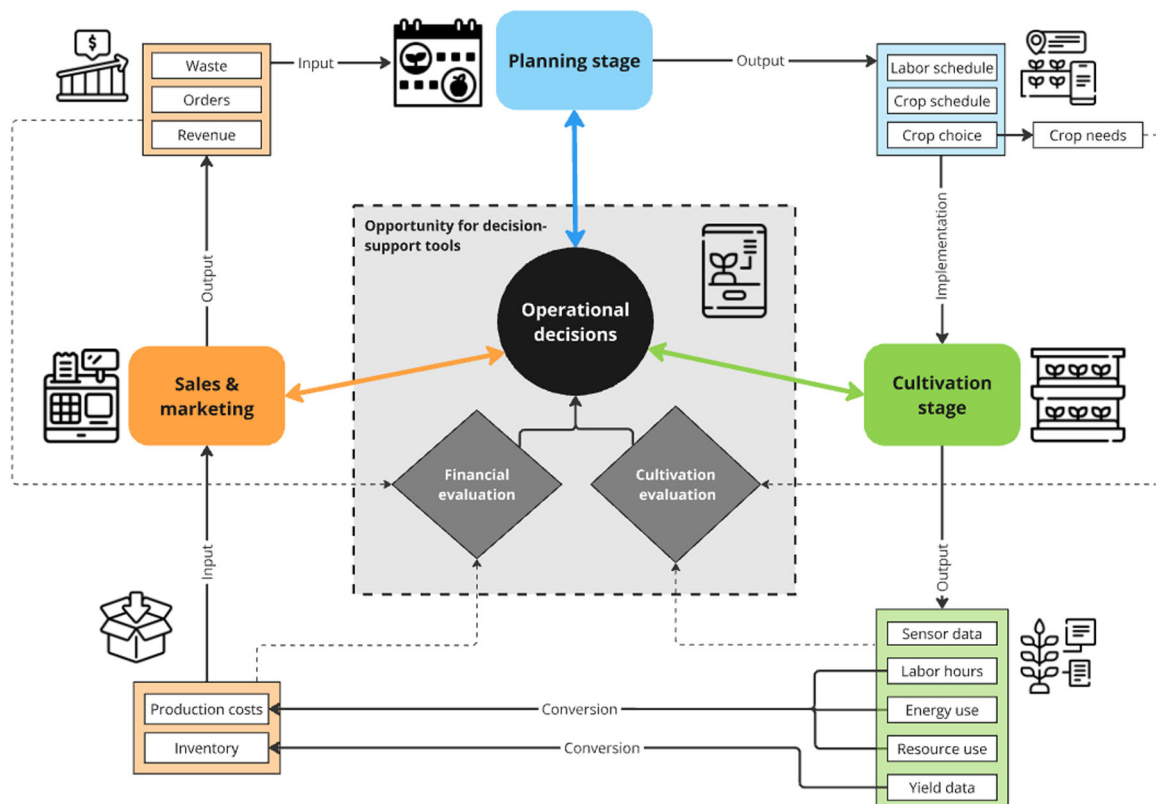 Waste
Orders
Revenue
Input
Planning stage
Output
Labor schedule
Crop schedule
Crop choice
Crop needs
$
Opportunity for decision-
support tools
Operational
decisions
Output
Implementation
Sales &
marketing
Cultivation
stage
Financial
evaluation
Cultivation
evaluation
Input
Output
Sensor data
Labor hours
Energy use
Resource use
Yield data
Production costs
Inventory
Conversion
Conversion